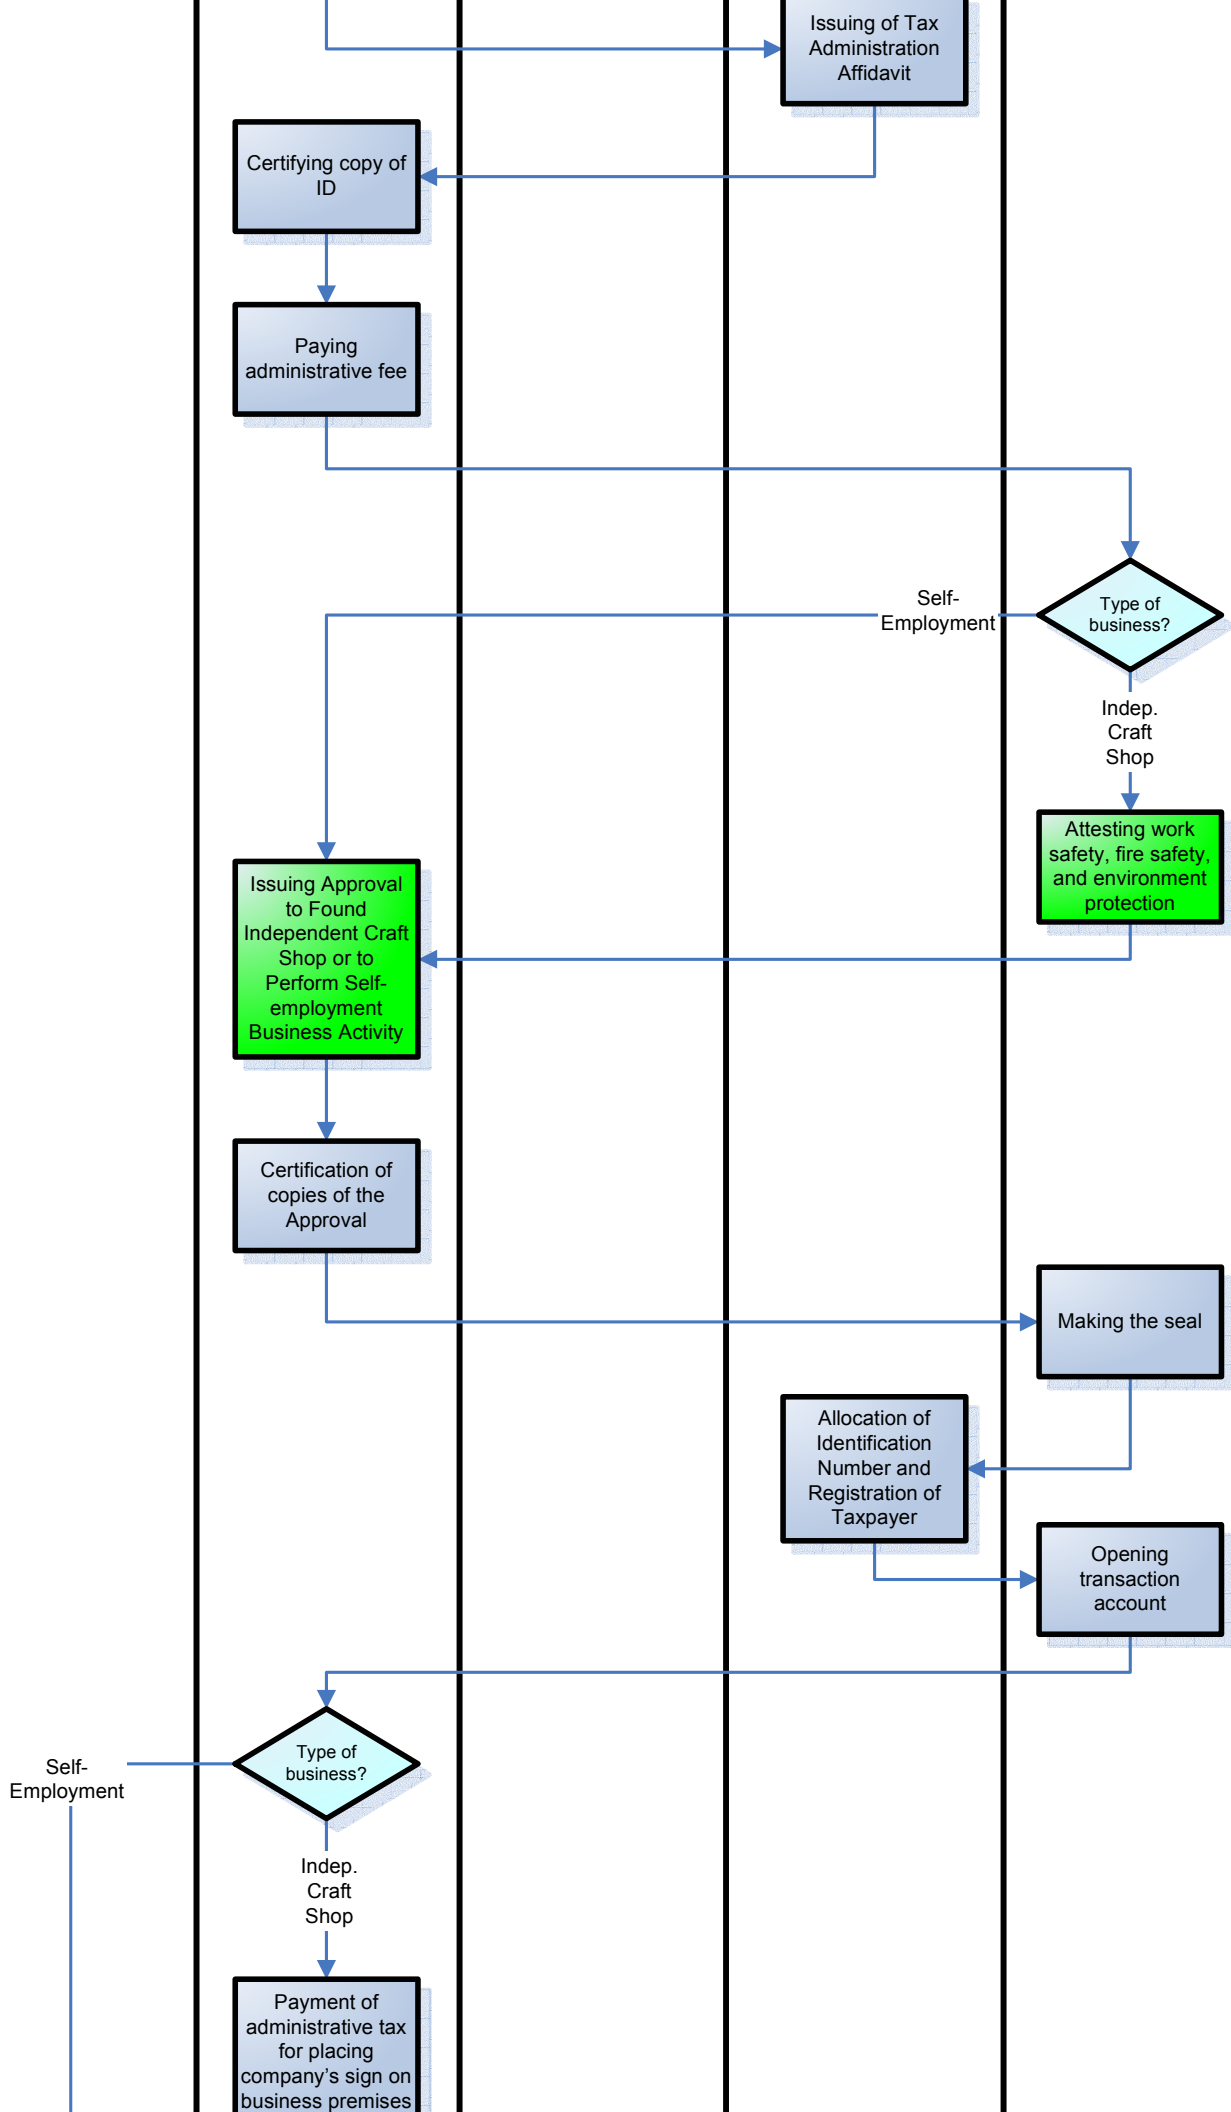 Issuing of Tax
Administration
Affidavit
Certifying copy of
ID
Paying
administrative fee
Type of
business?
Self-
Employment
Indep.
Craft
Shop
Attesting work
safety, fire safety,
and environment
protection
Issuing Approval
to Found
Independent Craft
Shop or to
Perform Self-
employment
Business Activity
Certification of
copies of the
Approval
Making the seal
Allocation of
Identification
Number and
Registration of
Taxpayer
Opening
transaction
account
Type of
business?
Self-
Employment
Indep.
Craft
Shop
Payment of
administrative tax
for placing
company's sign on
business premises